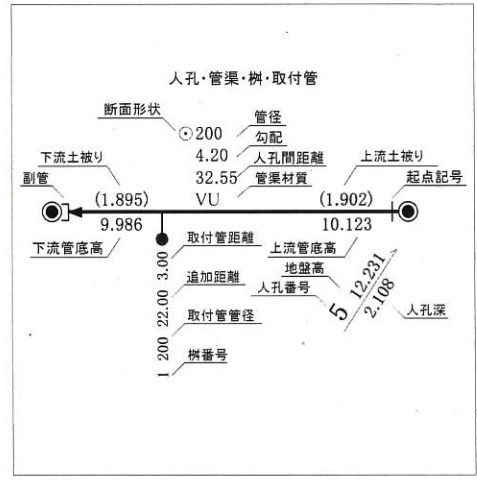 人孔・管渠・桝・取付管
断面形状
200
管径
4.20
勾配
下流土被り
32.55
人孔間距離
上流土被り
副管
(1.895)
VU
管渠材質
(1.902)
起点記号
9.986
10.123
下流管底高
取付管距離
上流管底高
3.00
地盤高
12.231
追加距離
人孔番号
5
2.108
人孔深
22.00
取付管管径
200
桝番号
1